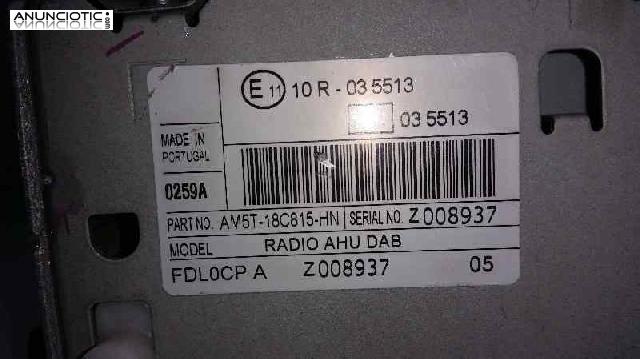 ANUNCIOTIC.es
E 11 10 R - 03 5513
03 5513
MADE IN
PORTUGAL
0259A
PART NO. AM5T-18C815-HN SERIAL NO. Z008937
MODEL RADIO AHU DAB
FDL0CP A Z008937 05